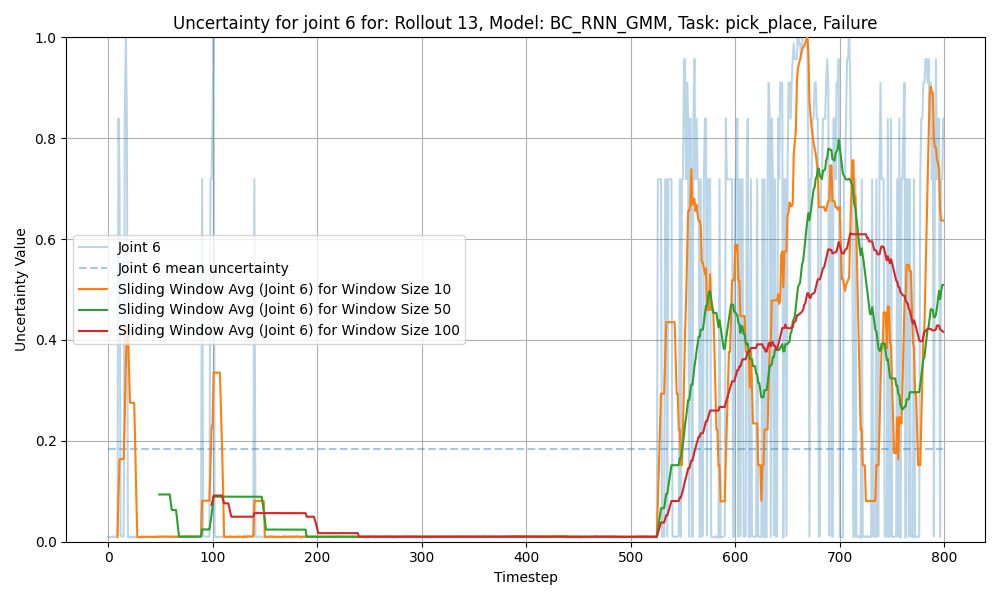 Uncertainty for joint 6 for: Rollout 13, Model: BC_RNN_GMM, Task: pick_place, Failure
Uncertainty Value
1.0
0.8
0.6
0.4
0.2
0.0
Joint 6
Joint 6 mean uncertainty
Sliding Window Avg (Joint 6) for Window Size 10
Sliding Window Avg (Joint 6) for Window Size 50
Sliding Window Avg (Joint 6) for Window Size 100
0 100 200 300 400 500 600 700 800
Timestep